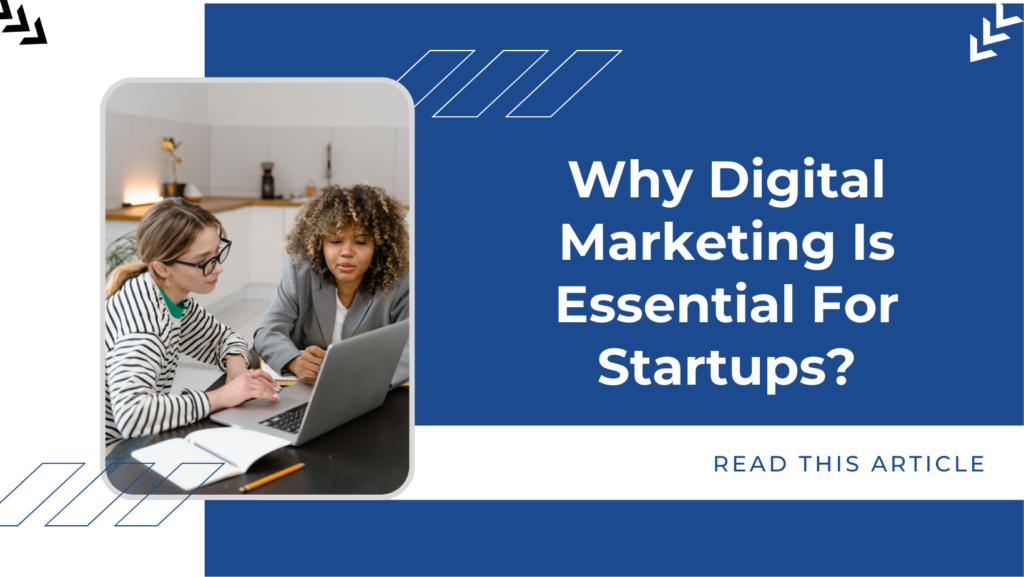 Why Digital
Marketing Is
Essential For
Startups?
READ THIS ARTICLE